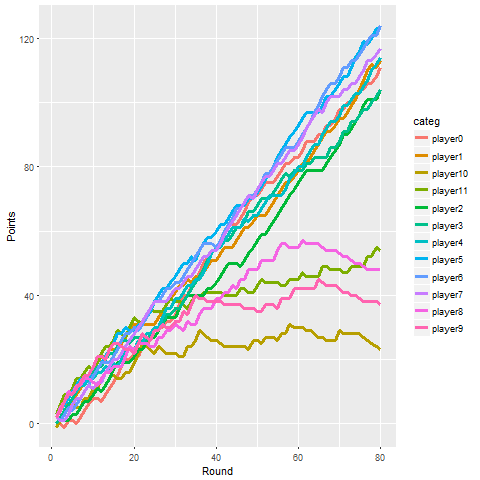 Points
120
80
40
0
0
20
40
60
80
Round
categ
player0
player1
player10
player11
player2
player3
player4
player5
player6
player7
player8
player9